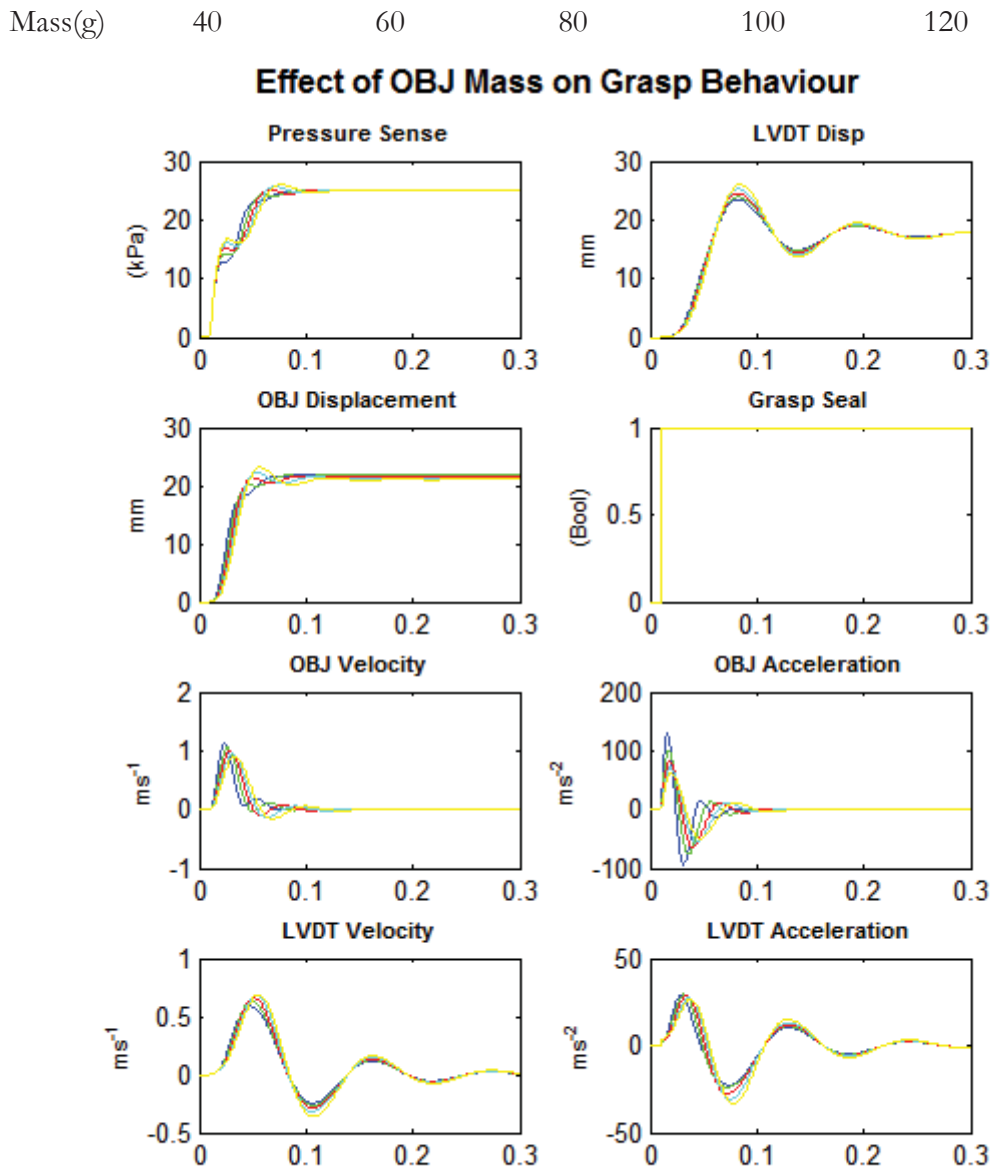 Mass(g) 40 60 80 100 120
Effect of OBJ Mass on Grasp Behaviour
Pressure Sense
30
20
10
0
(kPa)
0 0.1 0.2 0.3
LVDT Disp
30
20
10
0
mm
0 0.1 0.2 0.3
OBJ Displacement
30
20
10
0
mm
0 0.1 0.2 0.3
Grasp Seal
1
0.5
0
(Bool)
0 0.1 0.2 0.3
OBJ Velocity
2
1
0
-1
ms⁻¹
0 0.1 0.2 0.3
OBJ Acceleration
200
100
0
-100
ms⁻²
0 0.1 0.2 0.3
LVDT Velocity
1
0.5
0
-0.5
ms⁻¹
0 0.1 0.2 0.3
LVDT Acceleration
50
0
-50
ms⁻²
0 0.1 0.2 0.3